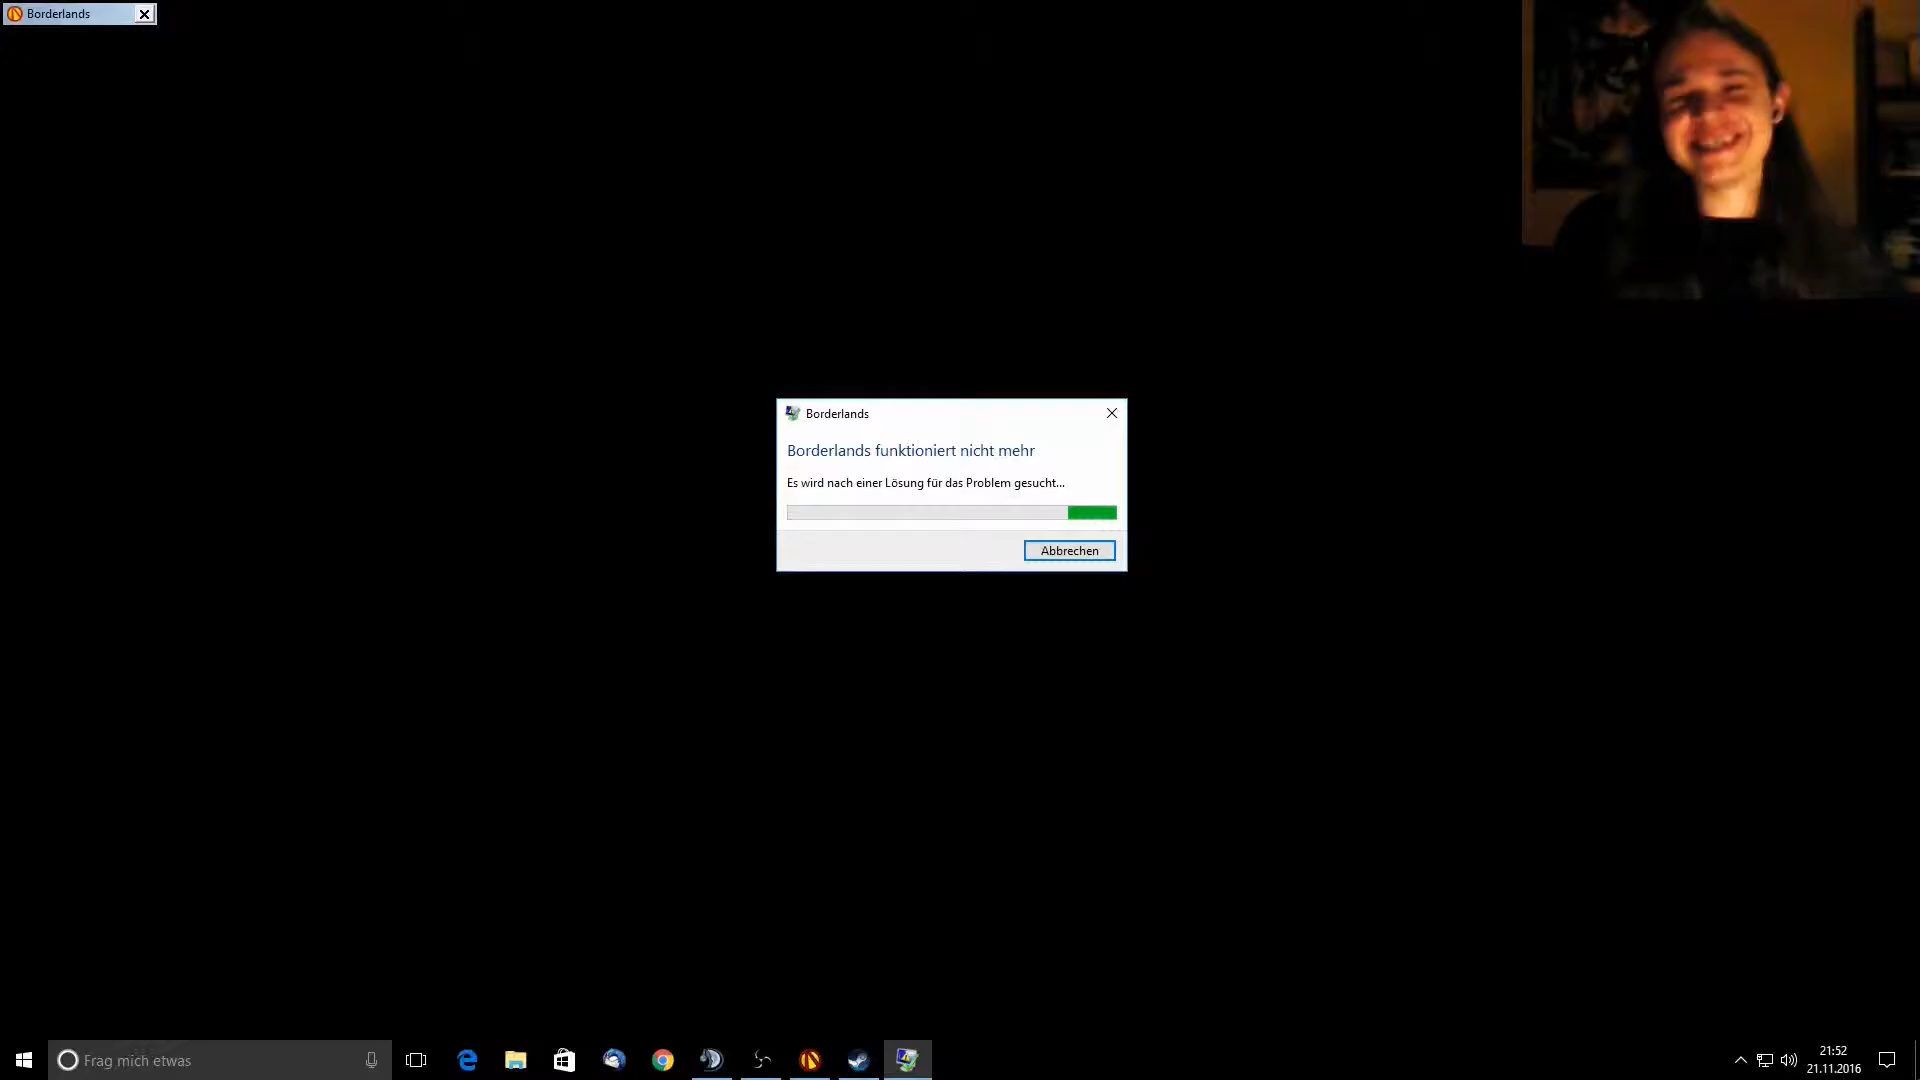 Borderlands
Borderlands
Borderlands funktioniert nicht mehr
Es wird nach einer Lösung für das Problem gesucht...
Abbrechen
Frag mich etwas
21:52
21.11.2016